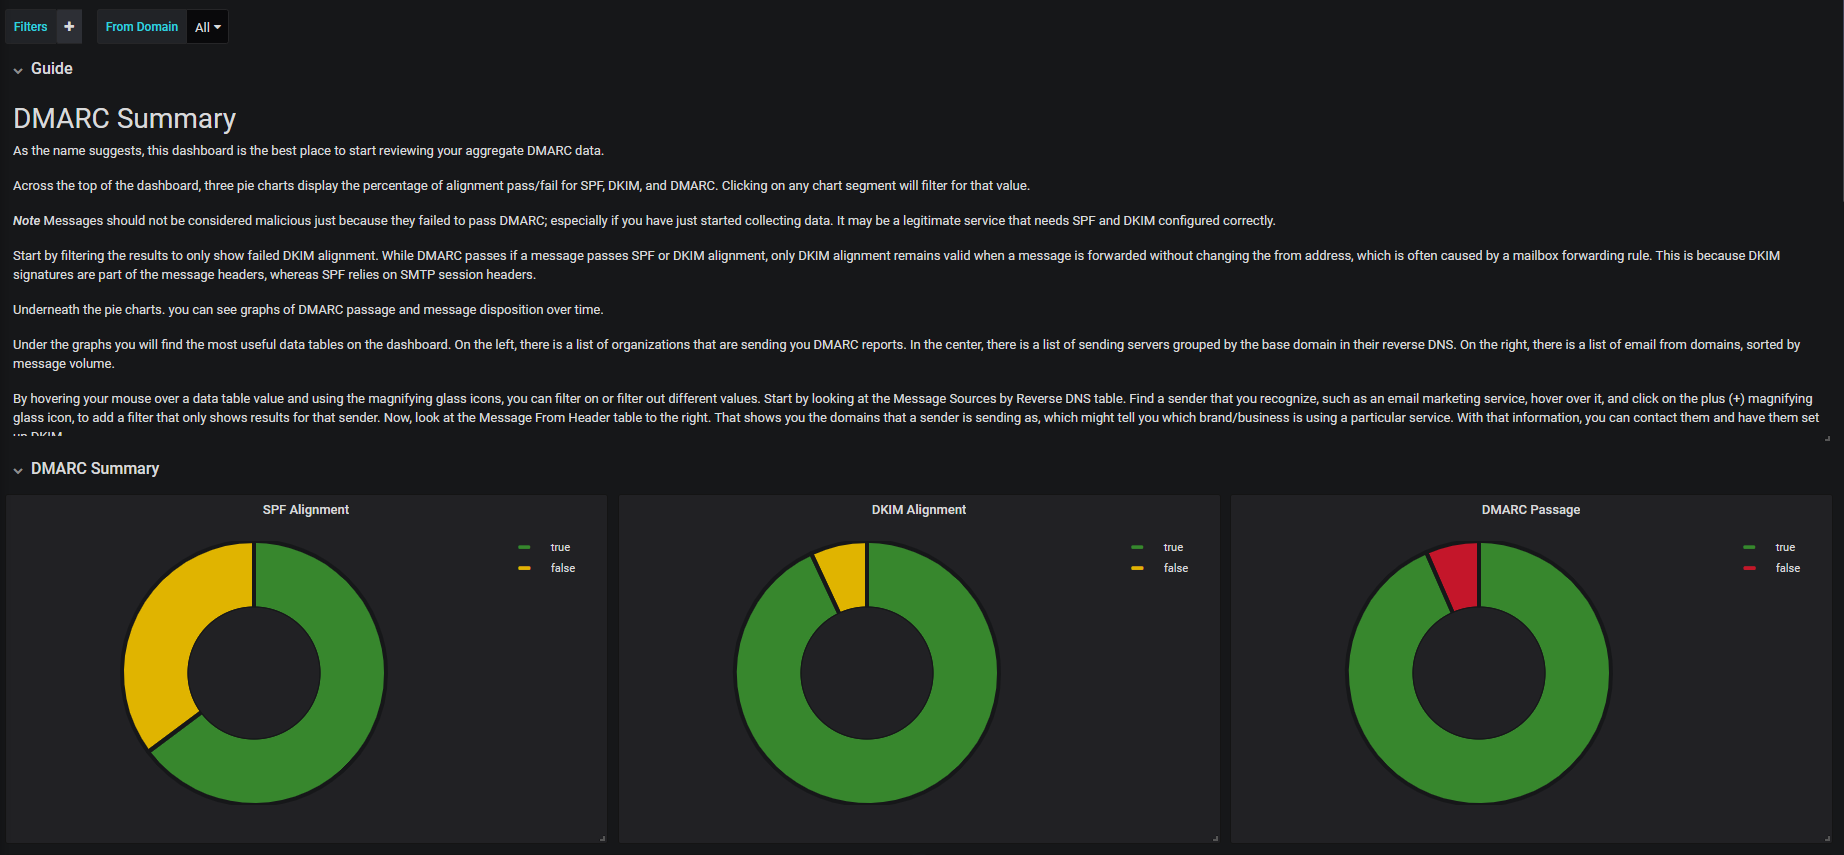 Filters + From Domain All
Guide
DMARC Summary
As the name suggests, this dashboard is the best place to start reviewing your aggregate DMARC data.
Across the top of the dashboard, three pie charts display the percentage of alignment pass/fail for SPF, DKIM, and DMARC. Clicking on any chart segment will filter for that value.
Note Messages should not be considered malicious just because they failed to pass DMARC; especially if you have just started collecting data. It may be a legitimate service that needs SPF and DKIM configured correctly.
Start by filtering the results to only show failed DKIM alignment. While DMARC passes if a message passes SPF or DKIM alignment, only DKIM alignment remains valid when a message is forwarded without changing the from address, which is often caused by a mailbox forwarding rule. This is because DKIM
signatures are part of the message headers, whereas SPF relies on SMTP session headers.
Underneath the pie charts. you can see graphs of DMARC passage and message disposition over time.
Under the graphs you will find the most useful data tables on the dashboard. On the left, there is a list of organizations that are sending you DMARC reports. In the center, there is a list of sending servers grouped by the base domain in their reverse DNS. On the right, there is a list of email from domains, sorted by
message volume.
By hovering your mouse over a data table value and using the magnifying glass icons, you can filter on or filter out different values. Start by looking at the Message Sources by Reverse DNS table. Find a sender that you recognize, such as an email marketing service, hover over it, and click on the plus (+) magnifying
glass icon, to add a filter that only shows results for that sender. Now, look at the Message From Header table to the right. That shows you the domains that a sender is sending as, which might tell you which brand/business is using a particular service. With that information, you can contact them and have them set
up DKIM.
DMARC Summary
SPF Alignment
true
false
DKIM Alignment
true
false
DMARC Passage
true
false